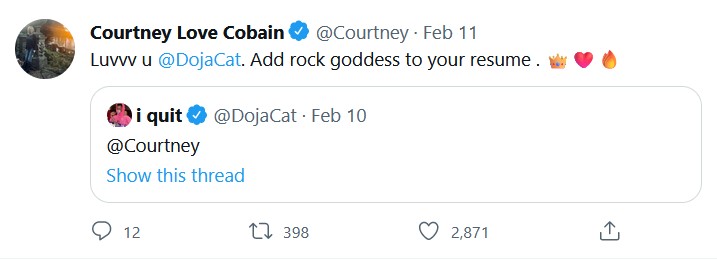 Courtney Love Cobain @Courtney · Feb 11
Luvvv u @DojaCat. Add rock goddess to your resume . 👑 ❤️ 🔥
i quit @DojaCat · Feb 10
@Courtney
Show this thread
12 398 2,871